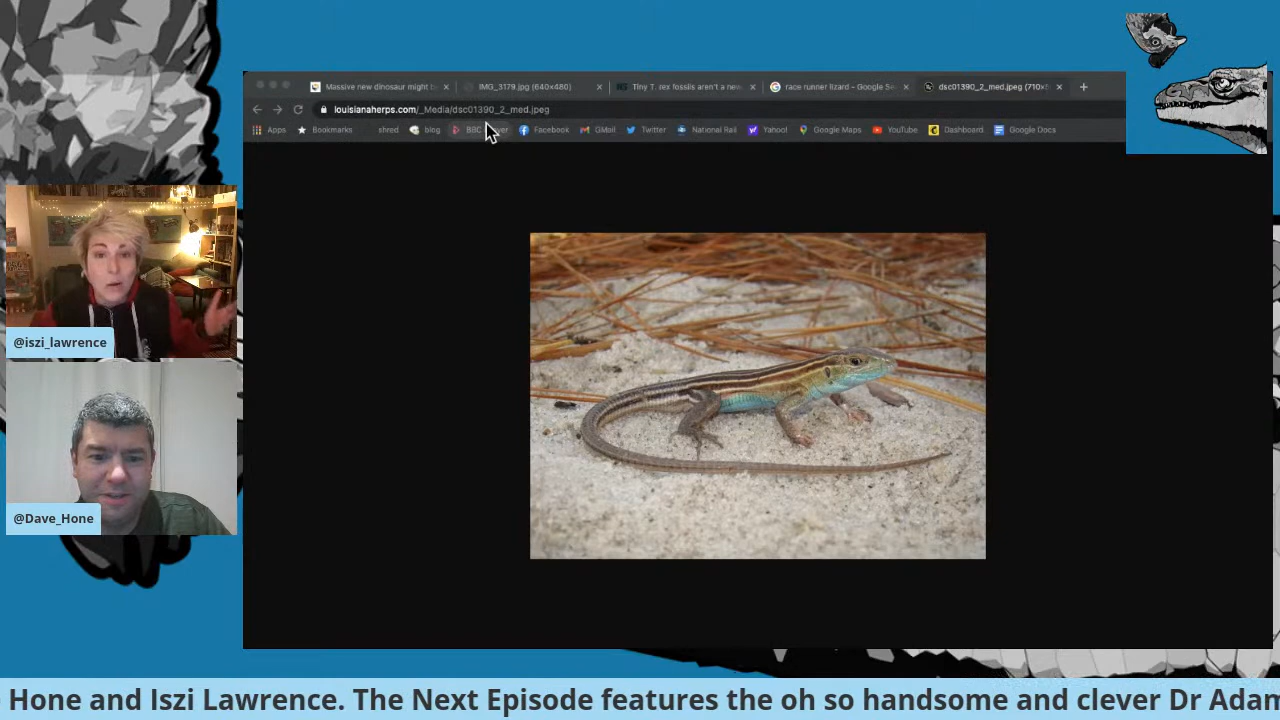 Massive new dinosaur might b
IMG_3179.jpg (640×480)
Tiny T. rex fossils aren't a new
race runner lizard - Google Se
dsc01390_2_med.jpeg (710×
louisianaherps.com/_Media/dsc01390_2_med.jpeg
Apps
Bookmarks
shred
blog
BBC
Facebook
GMail
Twitter
National Rail
Yahoo!
Google Maps
YouTube
Dashboard
Google Docs
@iszi_lawrence
@Dave_Hone
Hone and Iszi Lawrence. The Next Episode features the oh so handsome and clever Dr Adam